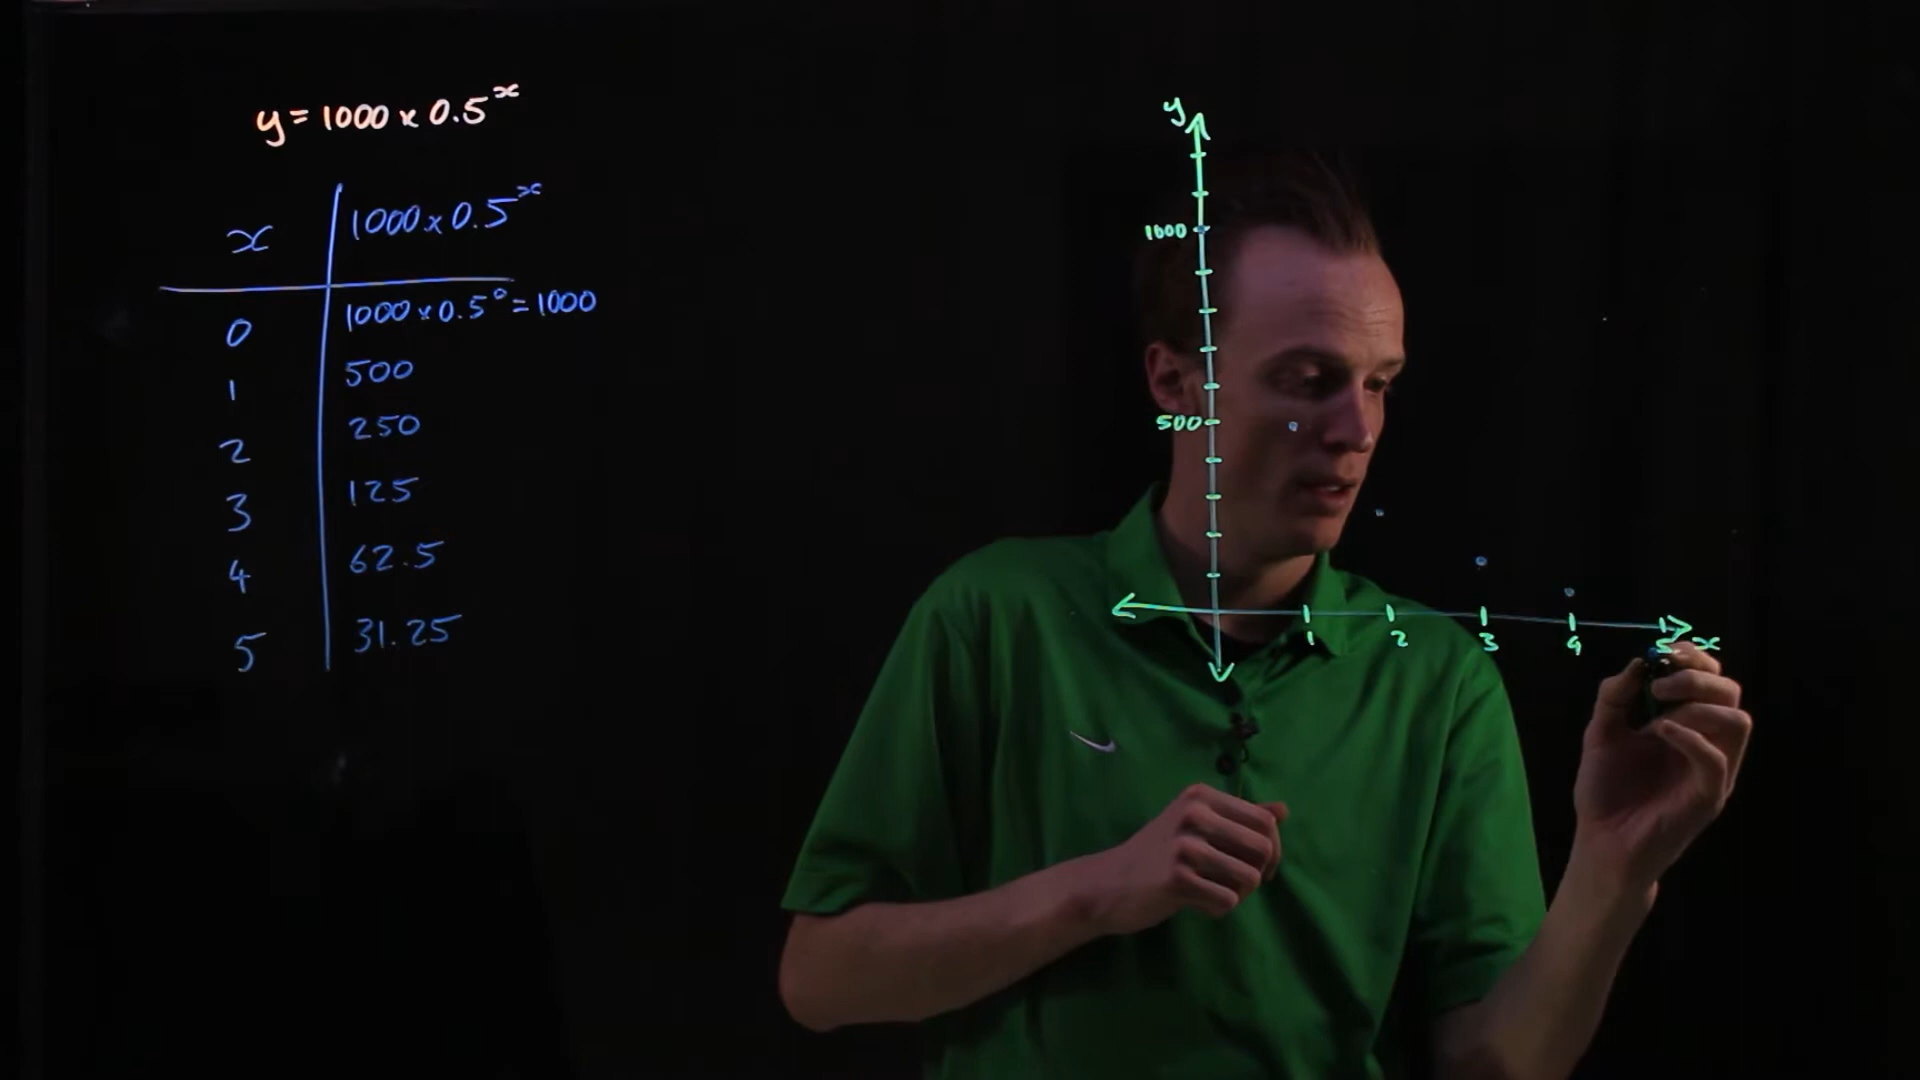 y = 1000 × 0.5^x
x 1000 × 0.5^x
0 1000 × 0.5^0 = 1000
1 500
2 250
3 125
4 62.5
5 31.25
y
1000
500
1 2 3 4 5 x